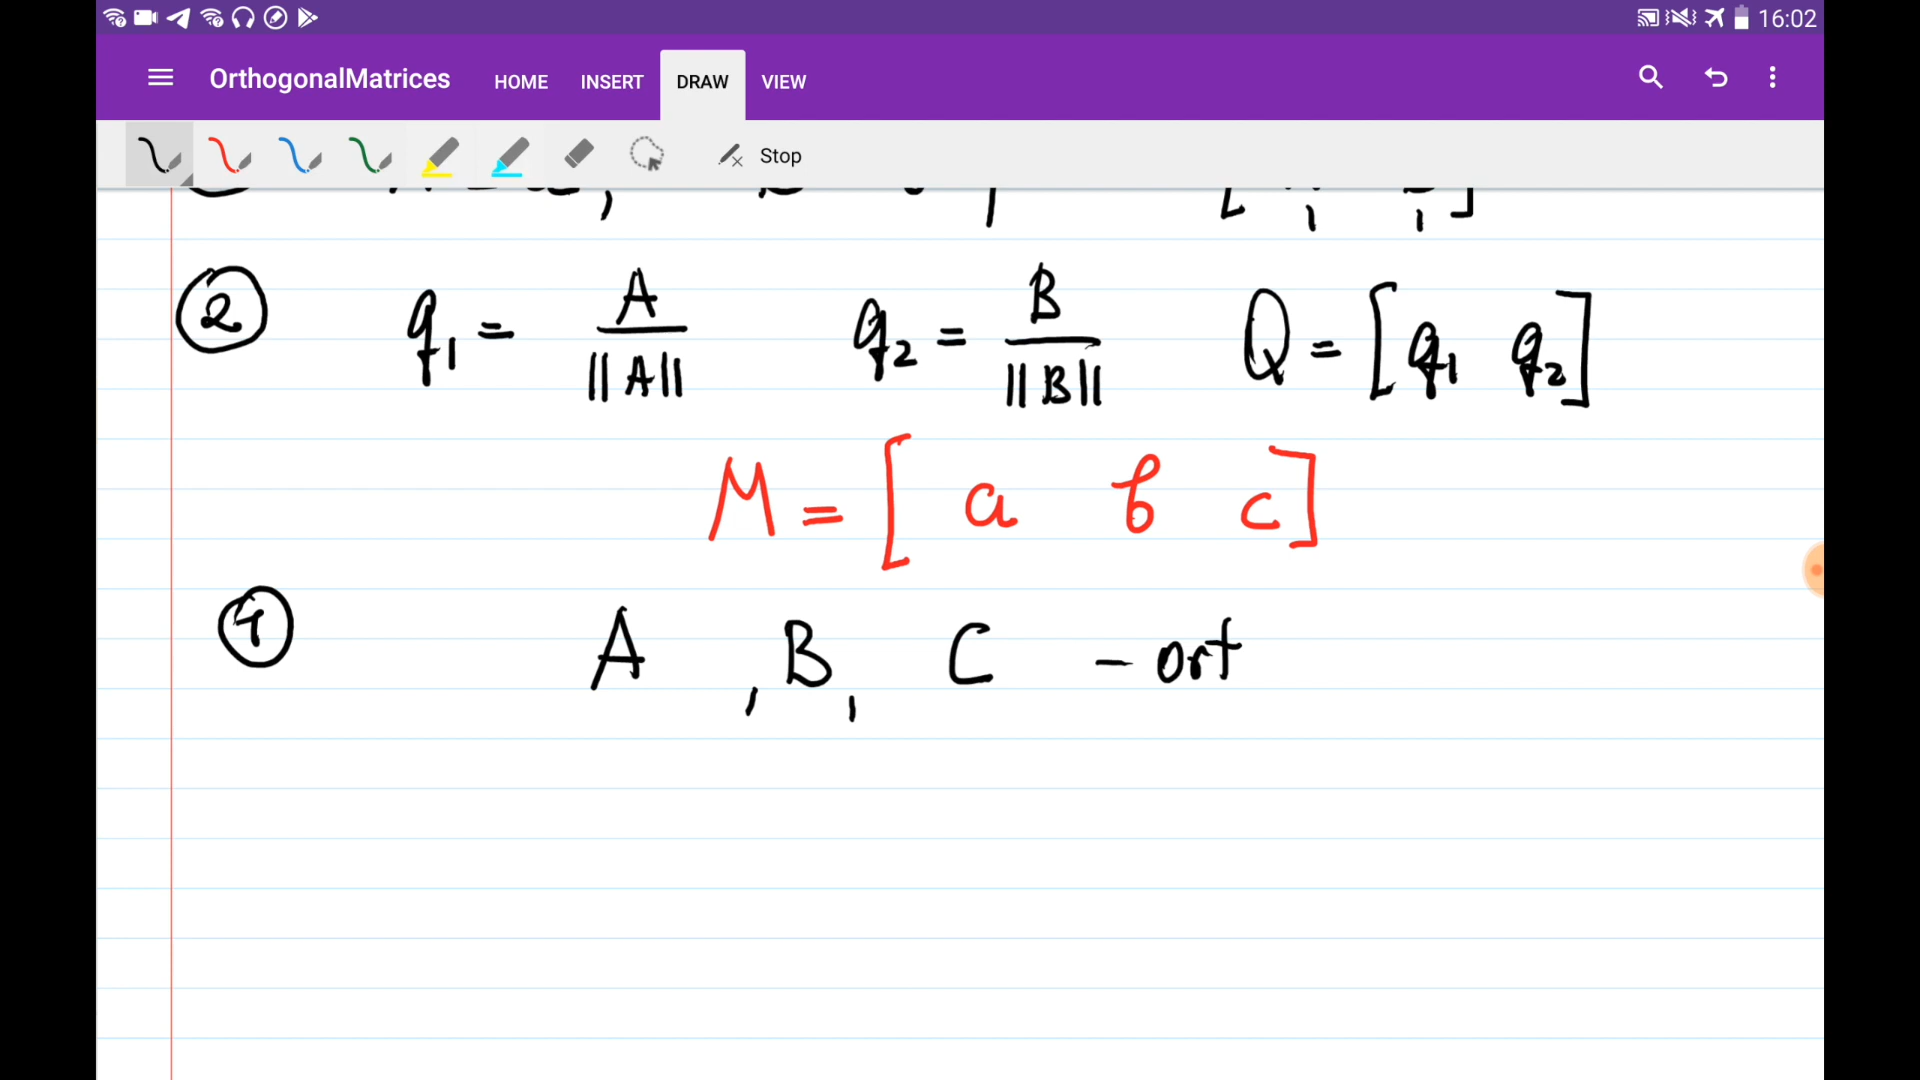 16:02
OrthogonalMatrices HOME INSERT DRAW VIEW
Stop
② q₁ = A / ||A|| q₂ = B / ||B|| Q = [q₁ q₂]
M = [a b c]
① A, B, C - ort